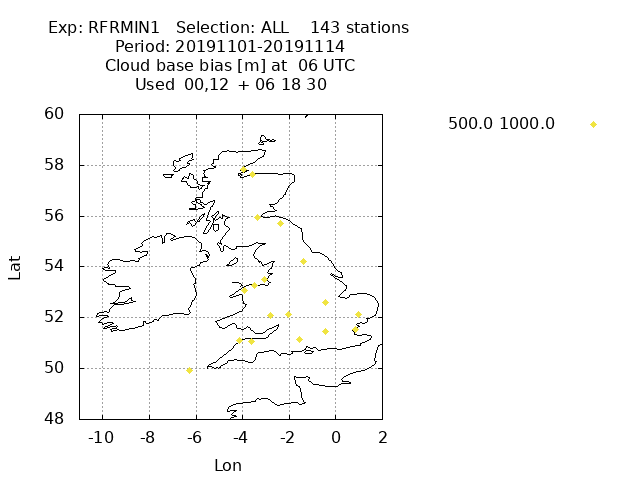 Exp: RFRMIN1   Selection: ALL    143 stations
Period: 20191101-20191114
Cloud base bias [m] at  06 UTC
Used  00,12  + 06 18 30
500.0 1000.0
60
58
56
54
52
50
48
Lat
-10 -8 -6 -4 -2 0 2
Lon